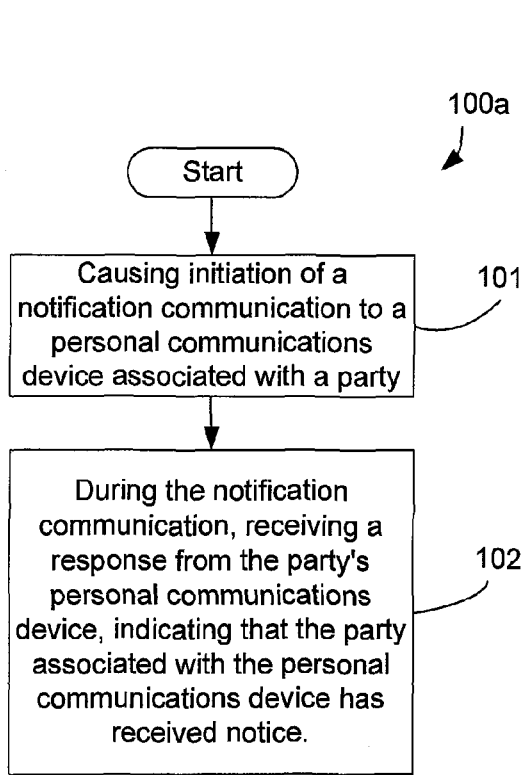 100a
Start
Causing initiation of a
notification communication to a
personal communications
device associated with a party
101
During the notification
communication, receiving a
response from the party's
personal communications
device, indicating that the party
associated with the personal
communications device has
received notice.
102